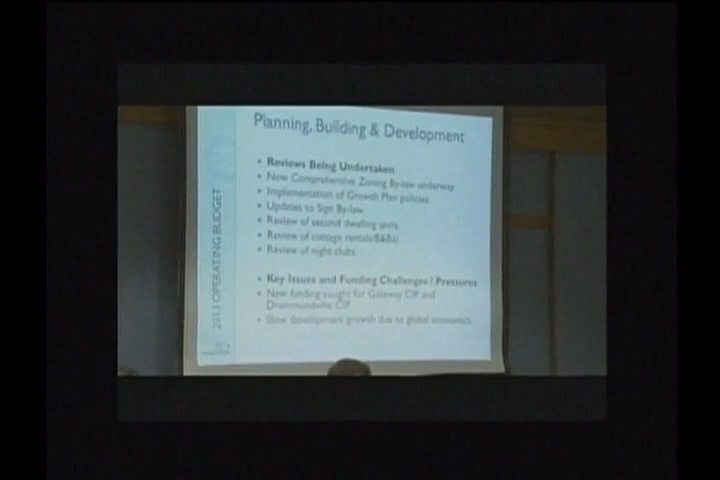 Planning, Building & Development
• Reviews Being Undertaken
• New Comprehensive Zoning By-law underway
• Implementation of Growth Plan policies
• Updates to Sign By-law
• Review of second dwelling units
• Review of cottage rentals/B&Bs)
• Review of night clubs
• Key Issues and Funding Challenges / Pressures
• New funding sought for Gateway CIP and
Drummondville CIP
• Slow development growth due to global economics.
2013 OPERATING BUDGET